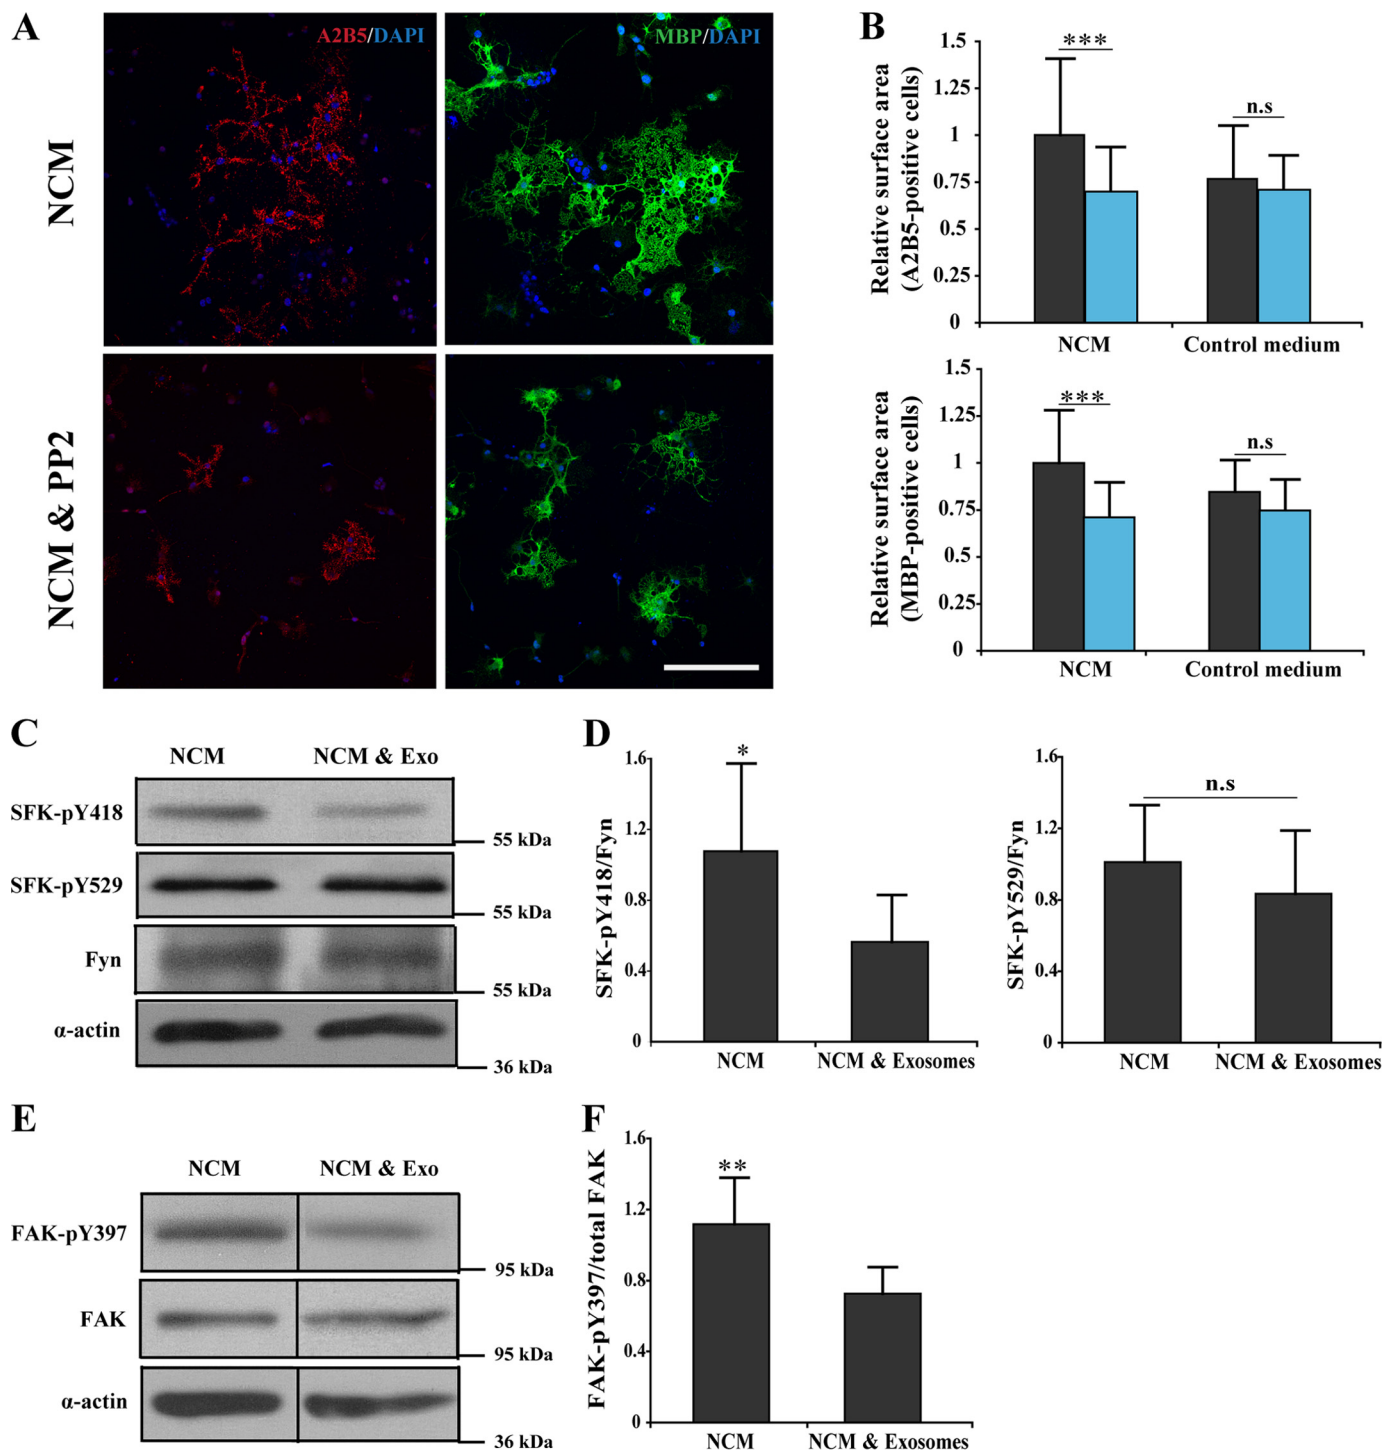 A
A2B5/DAPI
MBP/DAPI
NCM
NCM & PP2
B
Relative surface area
(A2B5-positive cells)
1.5
1.25
1
0.75
0.5
0.25
0
***
n.s
NCM
Control medium
Relative surface area
(MBP-positive cells)
1.5
1.25
1
0.75
0.5
0.25
0
***
n.s
NCM
Control medium
C
NCM
NCM & Exo
SFK-pY418
55 kDa
SFK-pY529
55 kDa
Fyn
55 kDa
α-actin
36 kDa
D
SFK-pY418/Fyn
1.6
1.2
0.8
0.4
0
*
NCM
NCM & Exosomes
SFK-pY529/Fyn
1.6
1.2
0.8
0.4
0
n.s
NCM
NCM & Exosomes
E
NCM
NCM & Exo
FAK-pY397
95 kDa
FAK
95 kDa
α-actin
36 kDa
F
FAK-pY397/total FAK
1.6
1.2
0.8
0.4
0
**
NCM
NCM & Exosomes